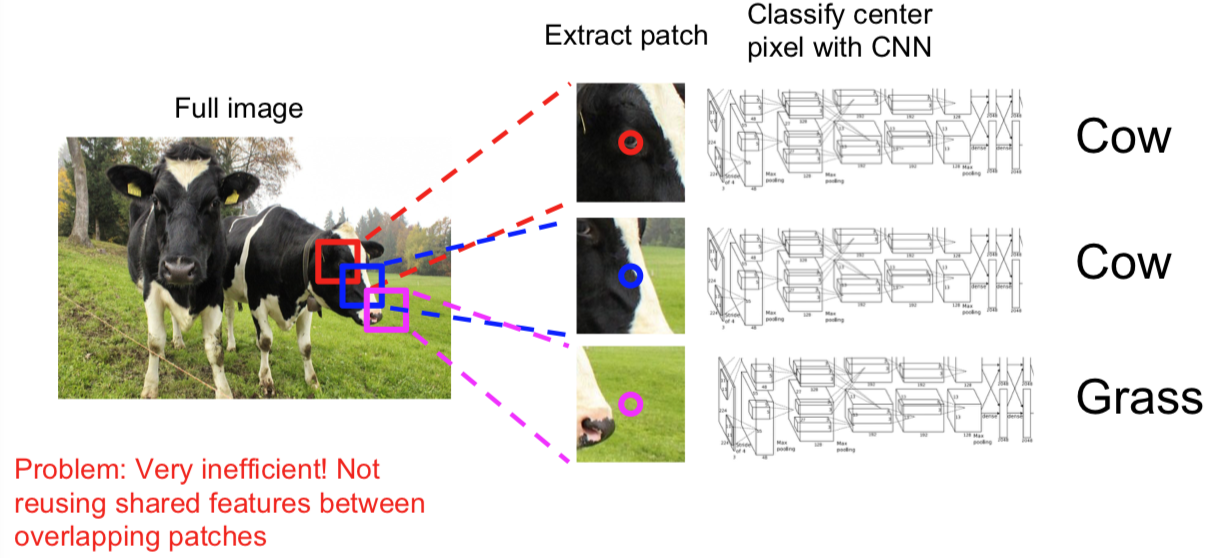 Full image
Extract patch
Classify center
pixel with CNN
Cow
Cow
Grass
Problem: Very inefficient! Not
reusing shared features between
overlapping patches